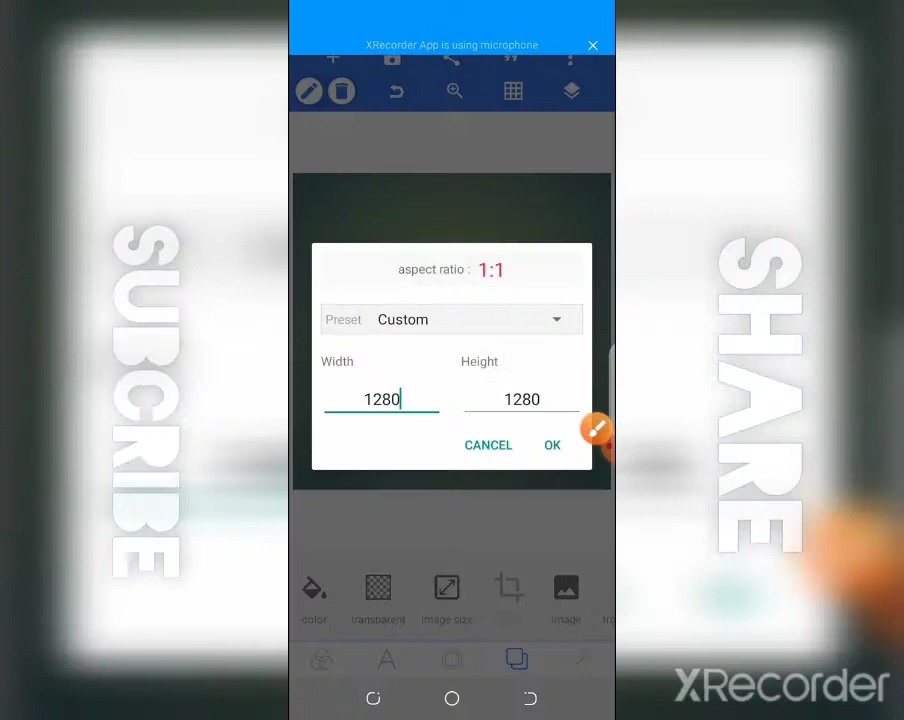 XRecorder App is using microphone
aspect ratio : 1:1
Preset Custom
Width Height
1280 1280
CANCEL OK
color transparent image size image
SUBCRIBE
SHARE
XRecorder